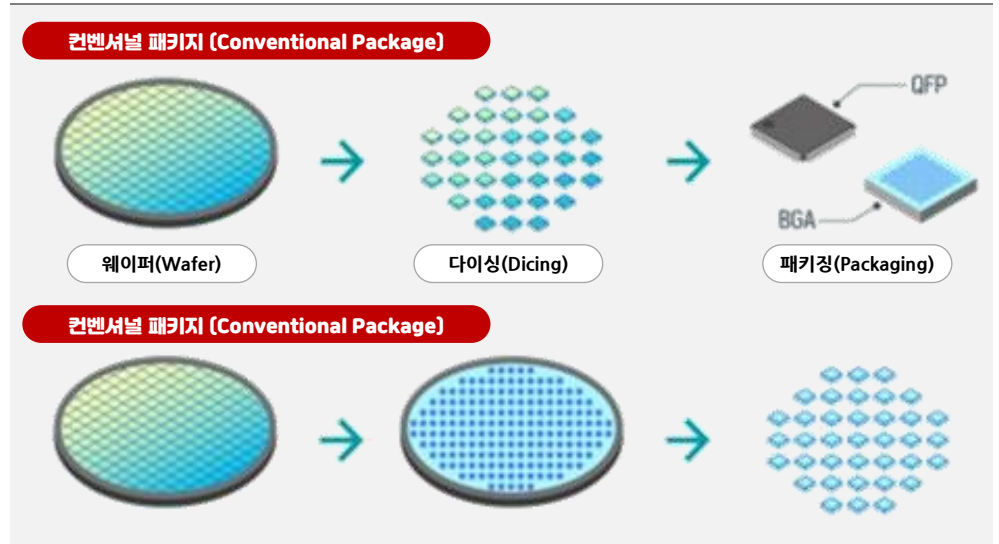 컨벤셔널 패키지 (Conventional Package)
QFP
BGA
웨이퍼(Wafer)
다이싱(Dicing)
패키징(Packaging)
컨벤셔널 패키지 (Conventional Package)